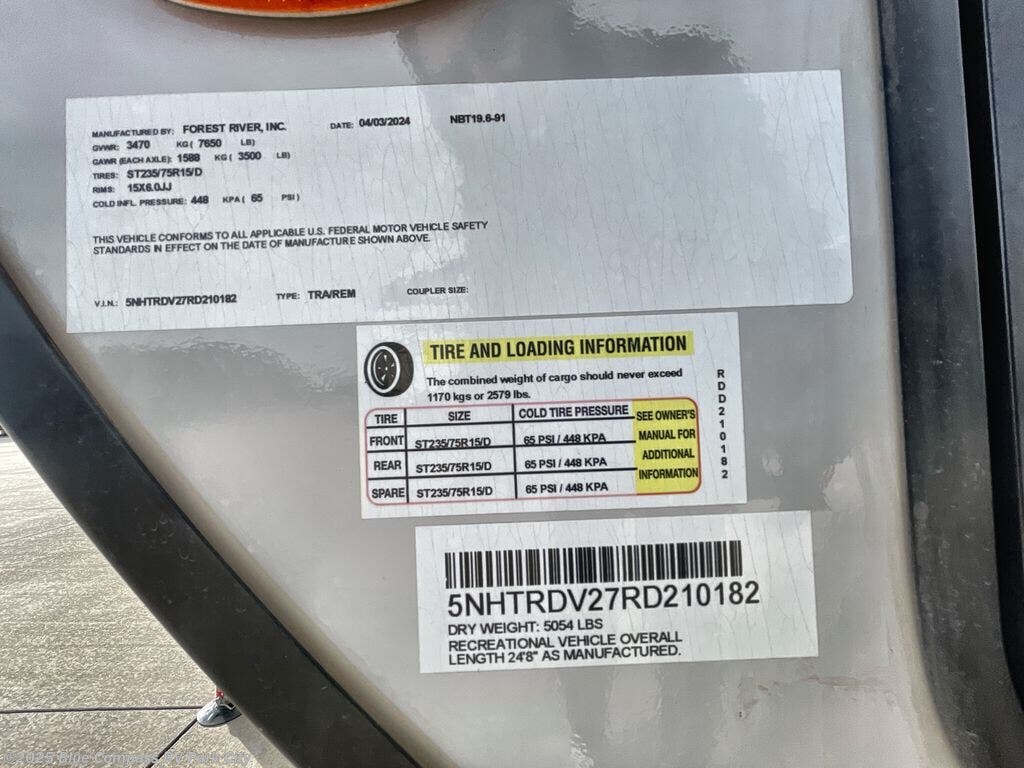 MANUFACTURED BY: FOREST RIVER, INC. DATE: 04/03/2024 NBT19.6-91
GVWR: 3470 KG ( 7650 LB)
GAWR (EACH AXLE): 1588 KG ( 3500 LB)
TIRES: ST235/75R15/D
RIMS: 15X6.0JJ
COLD INFL. PRESSURE: 448 KPA ( 65 PSI )
THIS VEHICLE CONFORMS TO ALL APPLICABLE U.S. FEDERAL MOTOR VEHICLE SAFETY
STANDARDS IN EFFECT ON THE DATE OF MANUFACTURE SHOWN ABOVE.
V.I.N.: 5NHTRDV27RD210182 TYPE: TRA/REM COUPLER SIZE:
TIRE AND LOADING INFORMATION
The combined weight of cargo should never exceed
1170 kgs or 2579 lbs.
TIRE SIZE COLD TIRE PRESSURE SEE OWNER'S
FRONT ST235/75R15/D 65 PSI / 448 KPA MANUAL FOR
REAR ST235/75R15/D 65 PSI / 448 KPA ADDITIONAL
SPARE ST235/75R15/D 65 PSI / 448 KPA INFORMATION
RDD210182
5NHTRDV27RD210182
DRY WEIGHT: 5054 LBS
RECREATIONAL VEHICLE OVERALL
LENGTH 24'8" AS MANUFACTURED.
©2025 Blue Compass RV